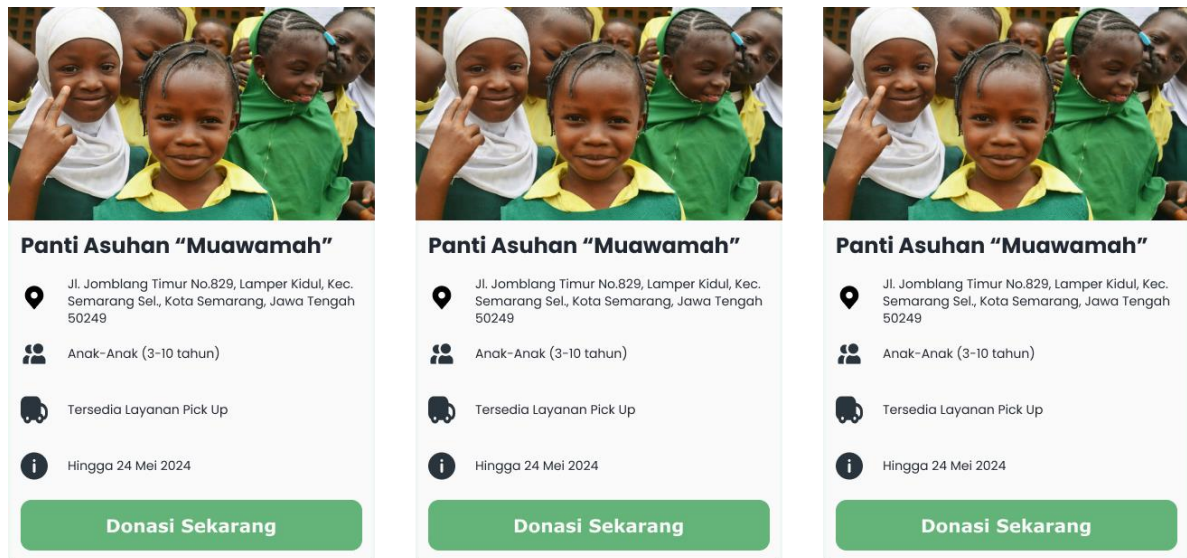 Panti Asuhan “Muawamah”
Jl. Jomblang Timur No.829, Lamper Kidul, Kec.
Semarang Sel., Kota Semarang, Jawa Tengah
50249
Anak-Anak (3-10 tahun)
Tersedia Layanan Pick Up
Hingga 24 Mei 2024
Donasi Sekarang
Panti Asuhan “Muawamah”
Jl. Jomblang Timur No.829, Lamper Kidul, Kec.
Semarang Sel., Kota Semarang, Jawa Tengah
50249
Anak-Anak (3-10 tahun)
Tersedia Layanan Pick Up
Hingga 24 Mei 2024
Donasi Sekarang
Panti Asuhan “Muawamah”
Jl. Jomblang Timur No.829, Lamper Kidul, Kec.
Semarang Sel., Kota Semarang, Jawa Tengah
50249
Anak-Anak (3-10 tahun)
Tersedia Layanan Pick Up
Hingga 24 Mei 2024
Donasi Sekarang